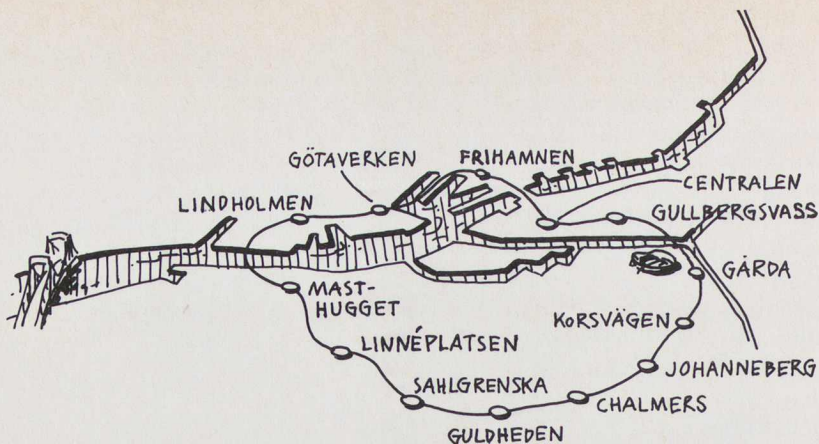 GÖTAVERKEN
FRIHAMNEN
CENTRALEN
LINDHOLMEN
GULLBERGSVASS
GÅRDA
MAST-
HUGGET
KORSVÄGEN
LINNÉPLATSEN
JOHANNEBERG
SAHLGRENSKA
CHALMERS
GULDHEDEN